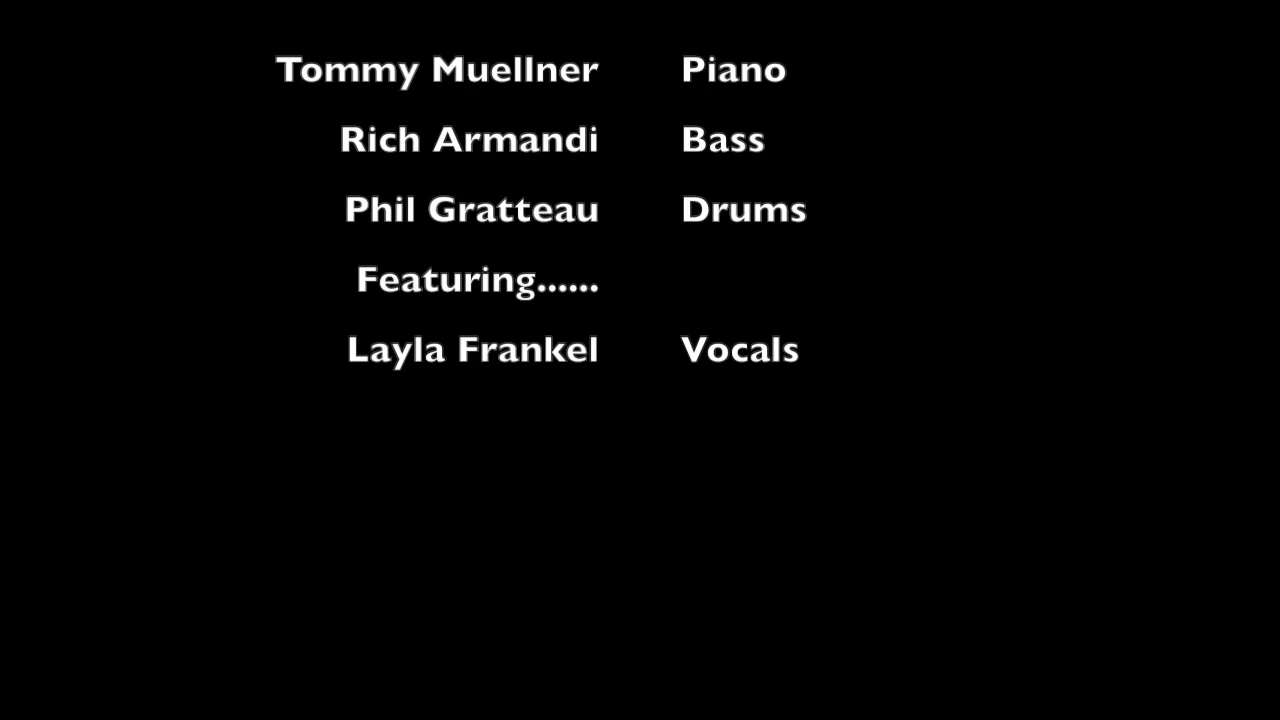 Tommy Muellner Piano
Rich Armandi Bass
Phil Gratteau Drums
Featuring......
Layla Frankel Vocals